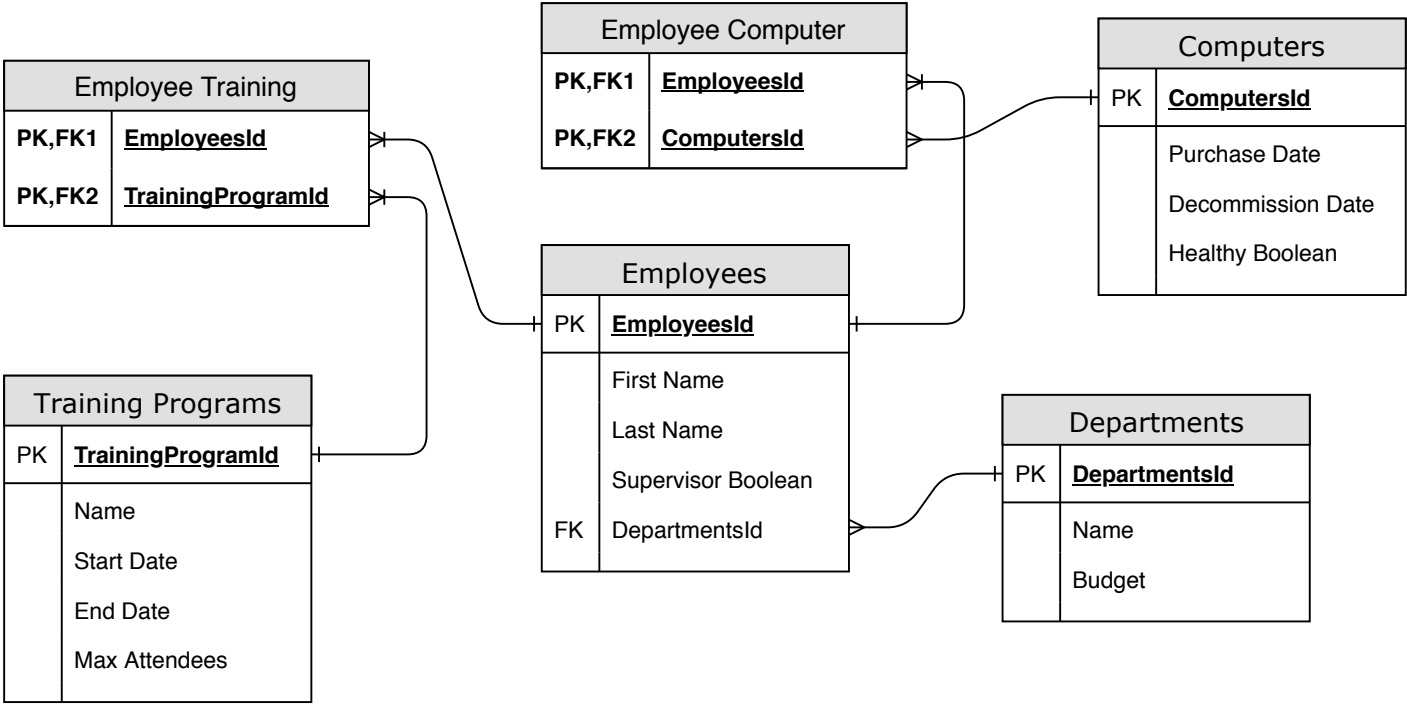 Employee Training
PK,FK1 EmployeesId
PK,FK2 TrainingProgramId
Employee Computer
PK,FK1 EmployeesId
PK,FK2 ComputersId
Computers
PK ComputersId
Purchase Date
Decommission Date
Healthy Boolean
Employees
PK EmployeesId
First Name
Last Name
Supervisor Boolean
FK DepartmentsId
Training Programs
PK TrainingProgramId
Name
Start Date
End Date
Max Attendees
Departments
PK DepartmentsId
Name
Budget